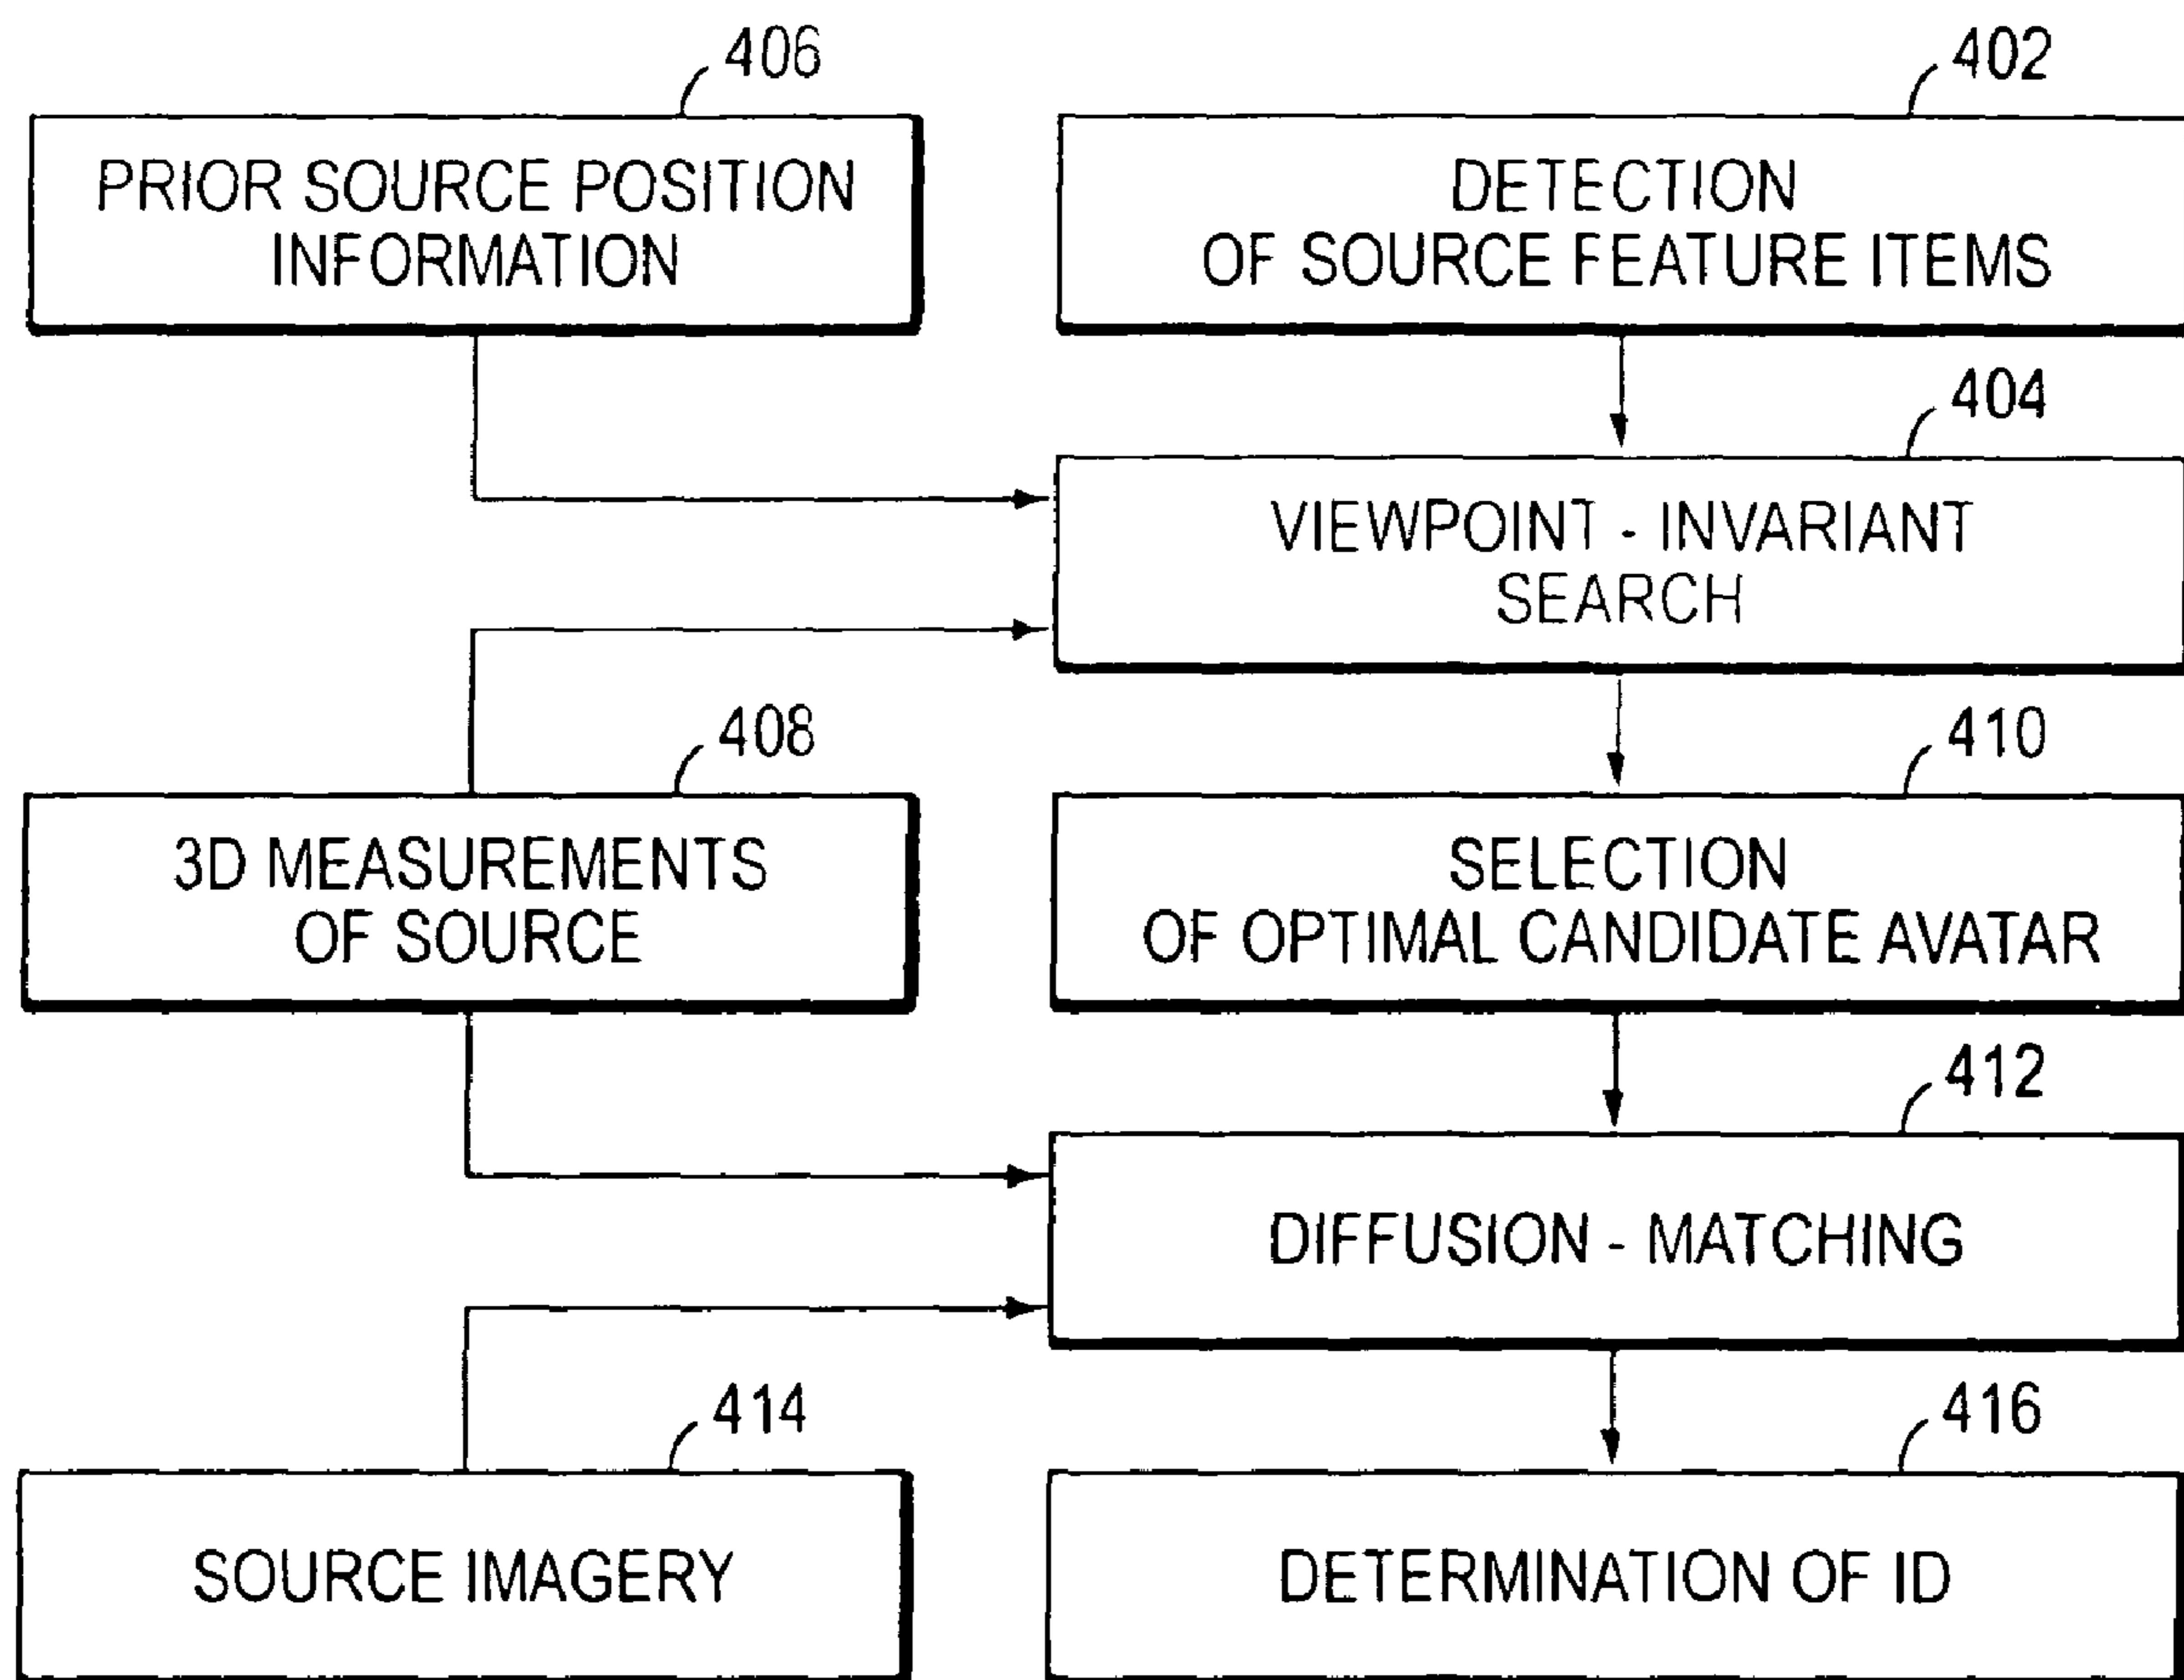 406
PRIOR SOURCE POSITION
INFORMATION
402
DETECTION
OF SOURCE FEATURE ITEMS
404
VIEWPOINT - INVARIANT
SEARCH
408
3D MEASUREMENTS
OF SOURCE
410
SELECTION
OF OPTIMAL CANDIDATE AVATAR
412
DIFFUSION - MATCHING
414
SOURCE IMAGERY
416
DETERMINATION OF ID